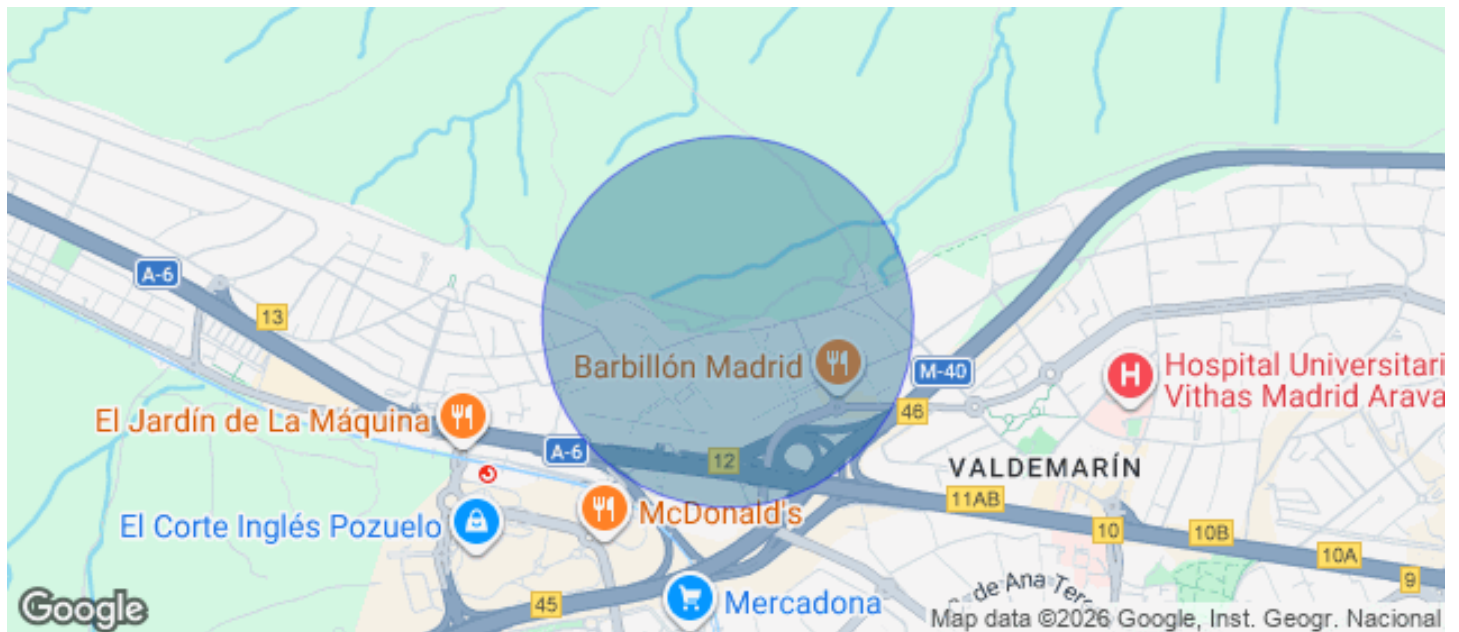 A-6
13
Barbillón Madrid
M-40
Hospital Universitari
Vithas Madrid Arava
El Jardín de La Máquina
46
A-6
12
VALDEMARÍN
11AB
McDonald's
El Corte Inglés Pozuelo
10
10B
10A
9
de Ana Tere
45
Mercadona
Google
Map data ©2026 Google, Inst. Geogr. Nacional